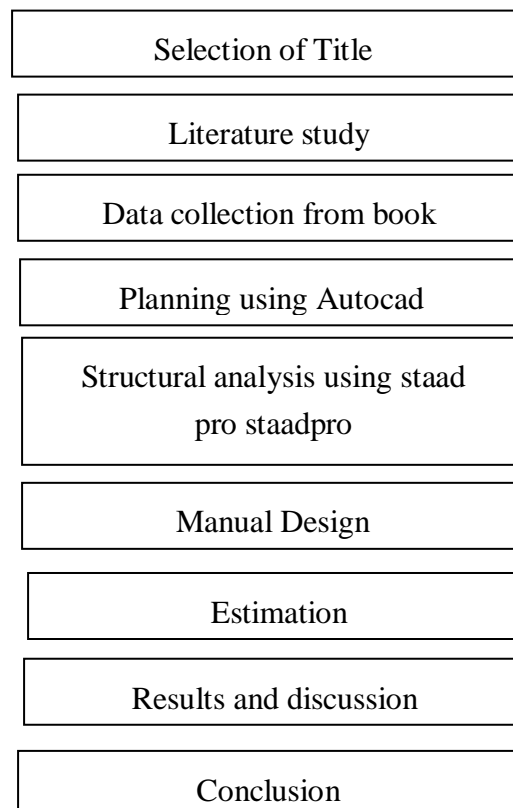 Selection of Title
Literature study
Data collection from book
Planning using Autocad
Structural analysis using staad
pro staadpro
Manual Design
Estimation
Results and discussion
Conclusion